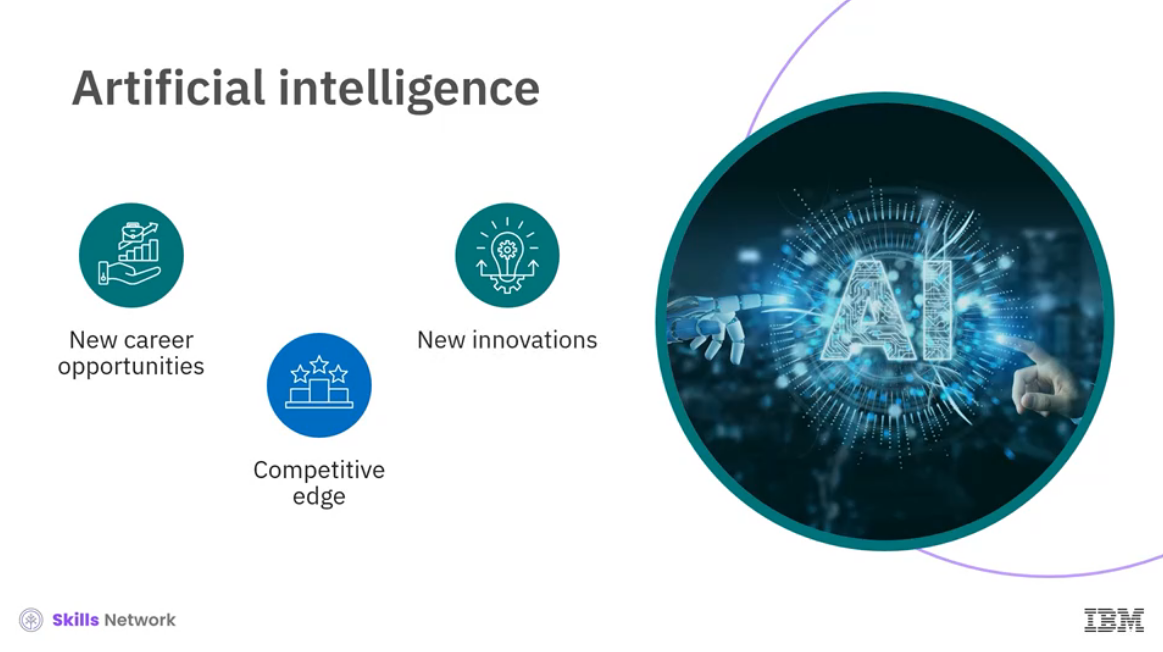 Artificial intelligence
New career
opportunities
Competitive
edge
New innovations
AI
Skills Network
IBM